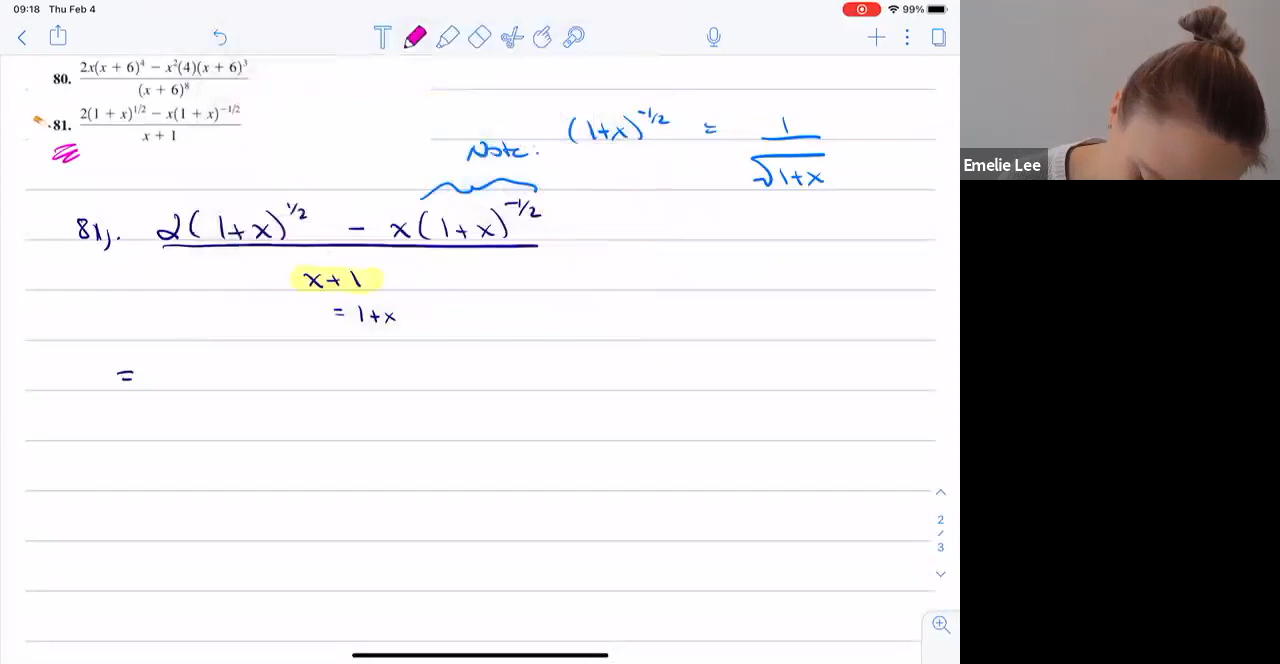 09:18 Thu Feb 4
99%
80. 2x(x + 6)⁴ − x²(4)(x + 6)³
(x + 6)⁸
81. 2(1 + x)^1/2 − x(1 + x)^−1/2
x + 1
Note: (1+x)^-1/2 = 1
√1+x
81). 2(1+x)^1/2 - x(1+x)^-1/2
x+1
= 1+x
=
2
/
3
Emelie Lee